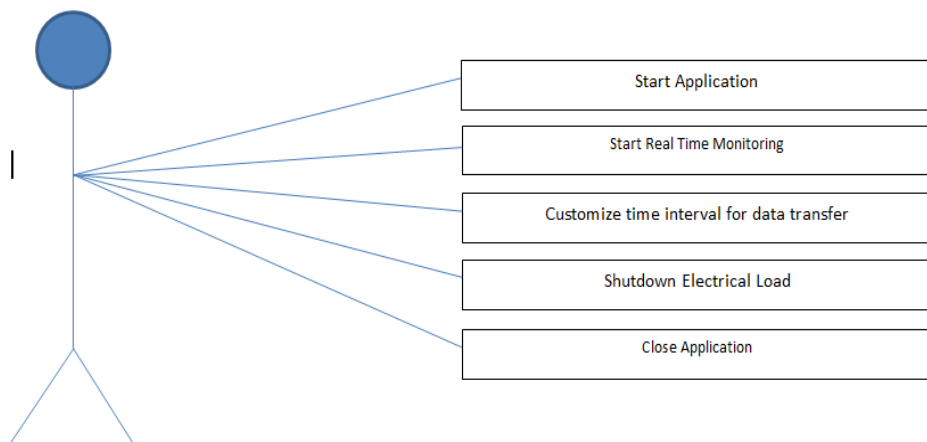 Start Application
Start Real Time Monitoring
Customize time interval for data transfer
Shutdown Electrical Load
Close Application